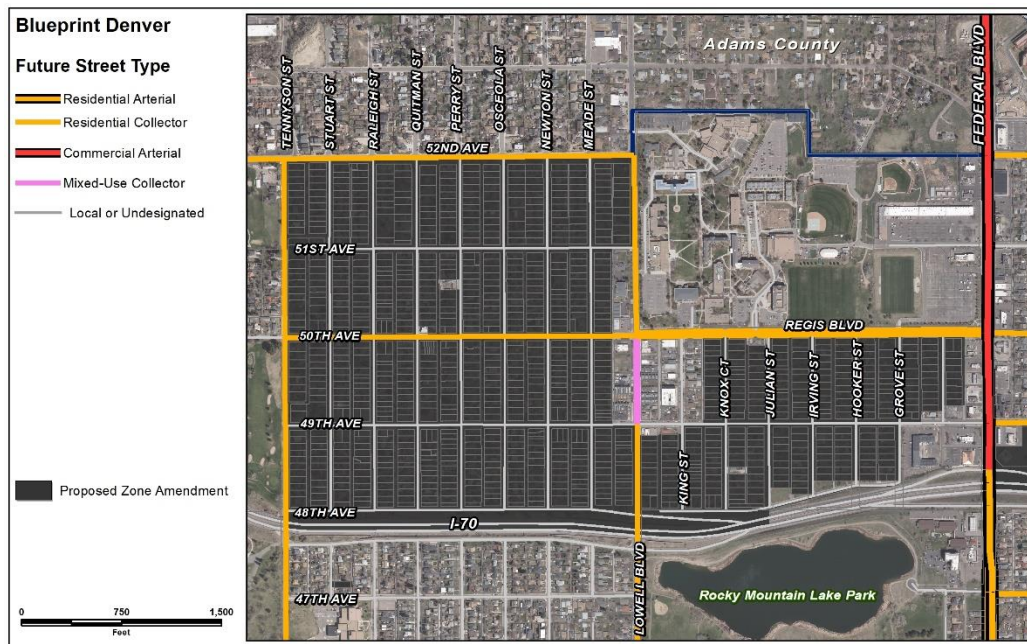 Blueprint Denver
Future Street Type
Residential Arterial
Residential Collector
Commercial Arterial
Mixed-Use Collector
Local or Undesignated
Proposed Zone Amendment
0 750 1,500
Feet
Adams County
TENNYSON ST
STUART ST
RALEIGH ST
QUITMAN ST
PERRY ST
OSCEOLA ST
NEWTON ST
MEADE ST
FEDERAL BLVD
52ND AVE
51ST AVE
50TH AVE
REGIS BLVD
KNOX CT
JULIAN ST
IRVING ST
HOOKER ST
GROVE ST
49TH AVE
KING ST
48TH AVE
I-70
47TH AVE
LOWELL BLVD
Rocky Mountain Lake Park